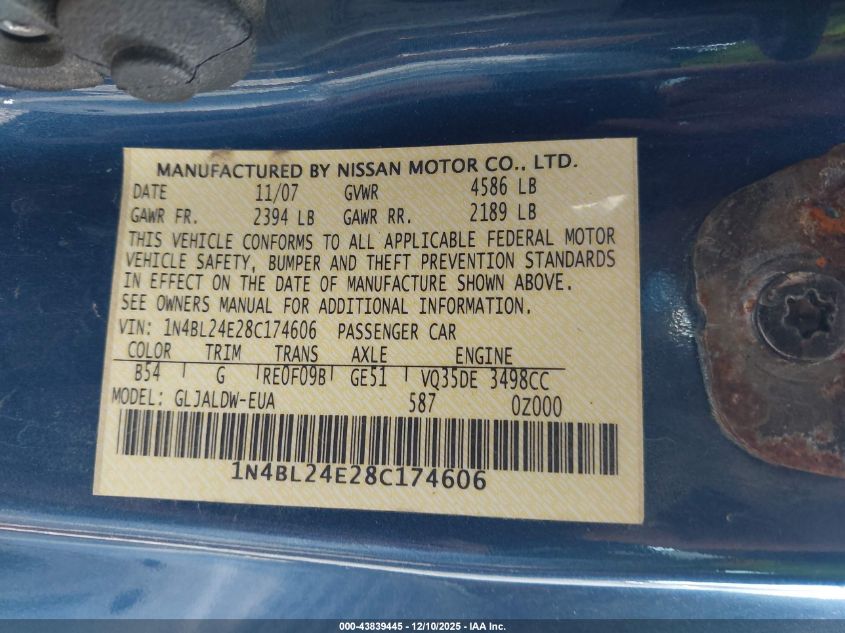 MANUFACTURED BY NISSAN MOTOR CO., LTD.
DATE 11/07 GVWR 4586 LB
GAWR FR. 2394 LB GAWR RR. 2189 LB
THIS VEHICLE CONFORMS TO ALL APPLICABLE FEDERAL MOTOR
VEHICLE SAFETY, BUMPER AND THEFT PREVENTION STANDARDS
IN EFFECT ON THE DATE OF MANUFACTURE SHOWN ABOVE.
SEE OWNERS MANUAL FOR ADDITIONAL INFORMATION.
VIN: 1N4BL24E28C174606 PASSENGER CAR
COLOR TRIM TRANS AXLE ENGINE
B54 G RE0F09B GE51 VQ35DE 3498CC
MODEL: GLJALDW-EUA 587 0Z000
1N4BL24E28C174606
000-43839445 - 12/10/2025 - IAA Inc.